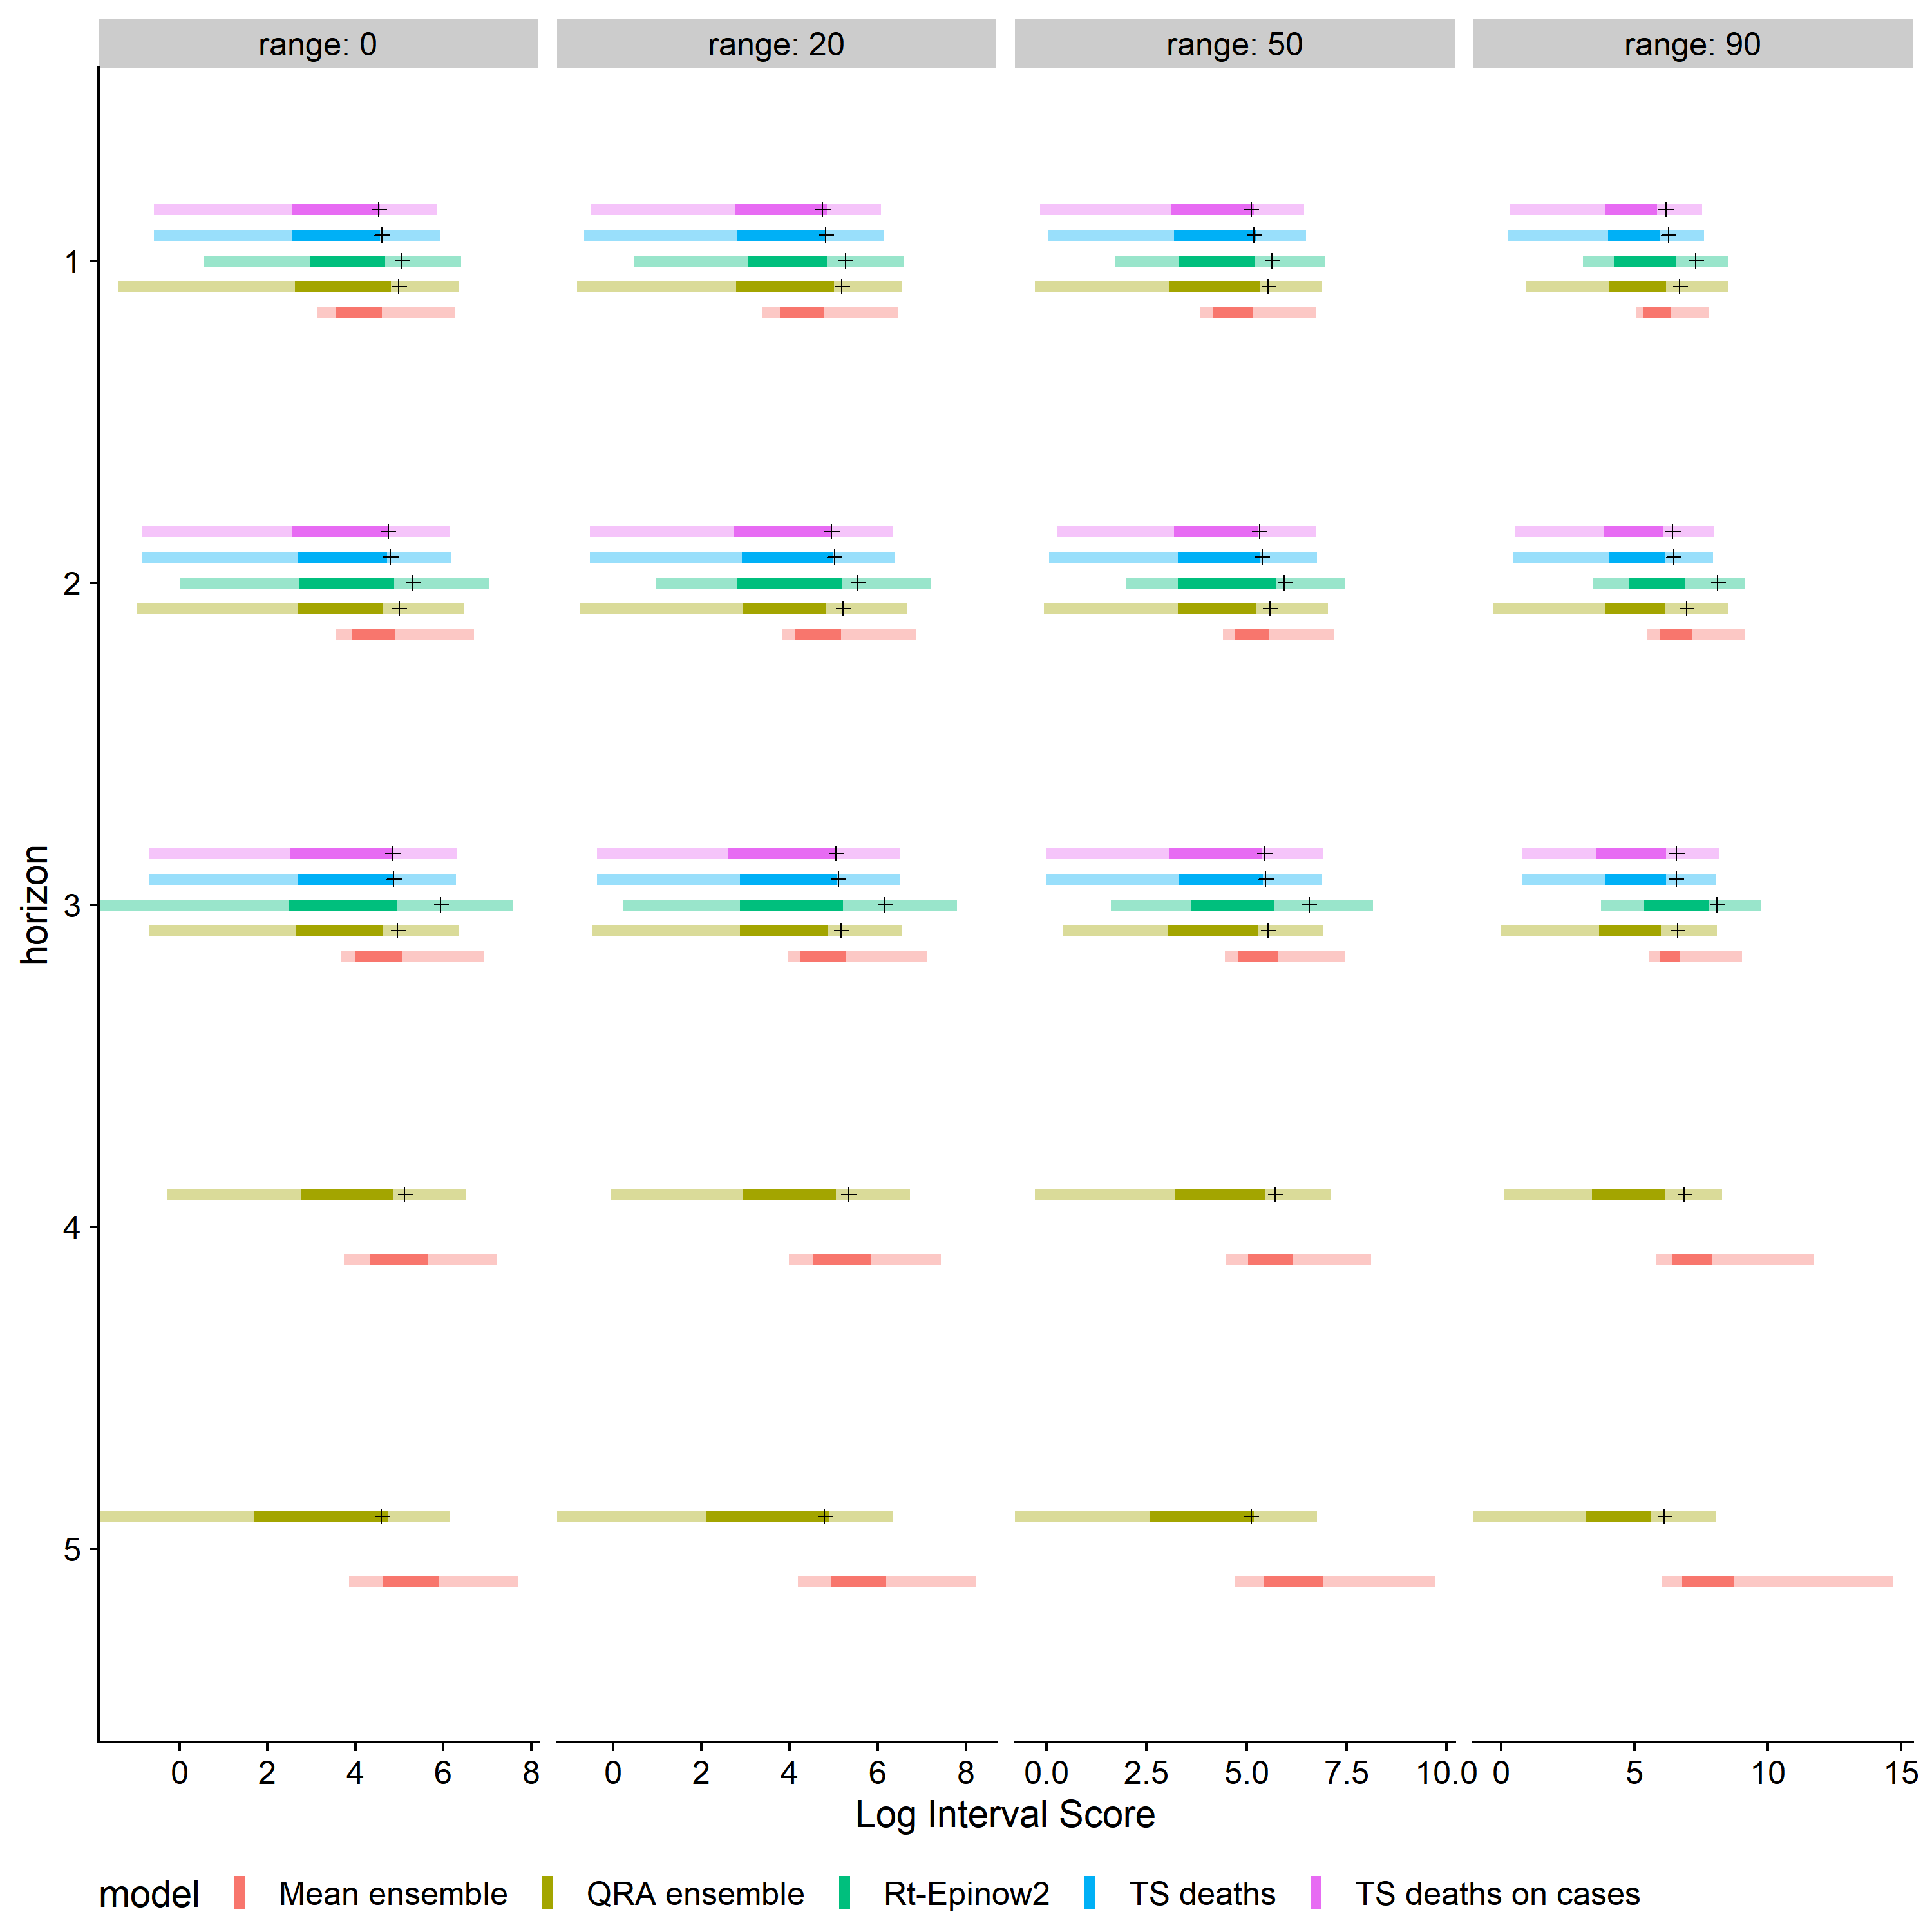 range: 0 range: 20 range: 50 range: 90
1
2
3
4
5
horizon
0 2 4 6 8 0 2 4 6 8 0.0 2.5 5.0 7.5 10.0 0 5 10 15
Log Interval Score
model Mean ensemble QRA ensemble Rt-Epinow2 TS deaths TS deaths on cases